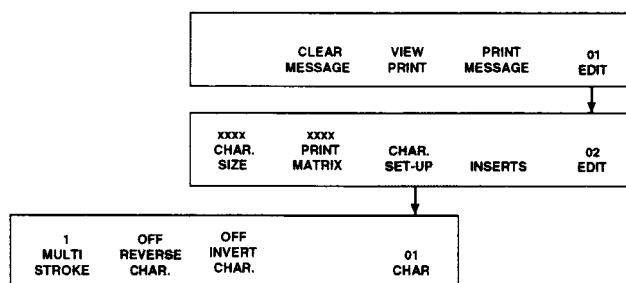 CLEAR VIEW PRINT 01
MESSAGE PRINT MESSAGE EDIT
xxxx xxxx
CHAR. PRINT CHAR. 02
SIZE MATRIX SET-UP INSERTS EDIT
1 OFF OFF
MULTI REVERSE INVERT 01
STROKE CHAR. CHAR. CHAR